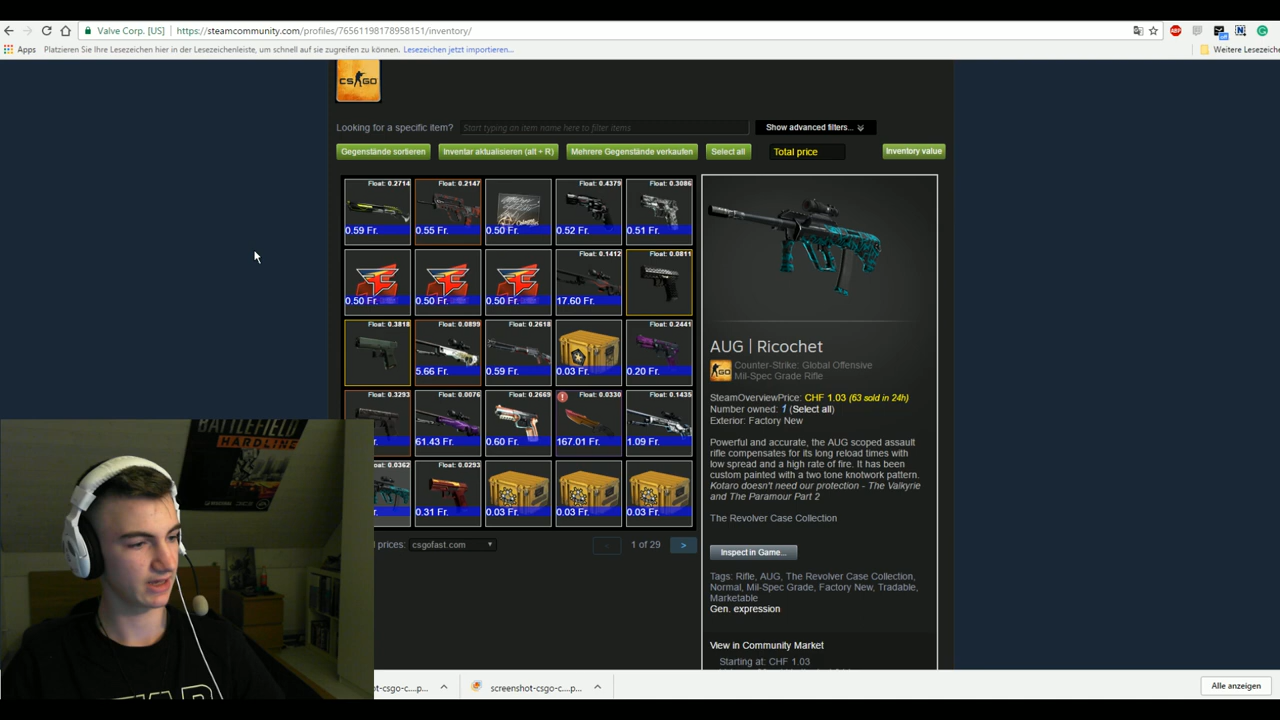 Valve Corp. [US] https://steamcommunity.com/profiles/76561198178958151/inventory/
Apps Platzieren Sie Ihre Lesezeichen hier in der Lesezeichenleiste, um schnell auf sie zugreifen zu können. Lesezeichen jetzt importieren... Weitere Lesezeiche
CS GO
Looking for a specific item? Start typing an item name here to filter items Show advanced filters...
Gegenstände sortieren Inventar aktualisieren (alt + R) Mehrere Gegenstände verkaufen Select all Total price Inventory value
Float: 0.2714 Float: 0.2147 Float: 0.4379 Float: 0.3086
0.59 Fr. 0.55 Fr. 0.50 Fr. 0.52 Fr. 0.51 Fr.
Float: 0.1412 Float: 0.0811
0.50 Fr. 0.50 Fr. 0.50 Fr. 17.60 Fr.
Float: 0.3818 Float: 0.0899 Float: 0.2618 Float: 0.2441
5.66 Fr. 0.59 Fr. 0.03 Fr. 0.20 Fr.
Float: 0.3293 Float: 0.0076 Float: 0.2669 Float: 0.0330 Float: 0.1435
Fr. 61.43 Fr. 0.60 Fr. 167.01 Fr. 1.09 Fr.
0.0362 Float: 0.0293
Fr. 0.31 Fr. 0.03 Fr. 0.03 Fr. 0.03 Fr.
prices: csgofast.com 1 of 29 >
AUG | Ricochet
Counter-Strike: Global Offensive
Mil-Spec Grade Rifle
SteamOverviewPrice: CHF 1.03 (63 sold in 24h)
Number owned: 1 (Select all)
Exterior: Factory New
Powerful and accurate, the AUG scoped assault
rifle compensates for its long reload times with
low spread and a high rate of fire. It has been
custom painted with a two tone knotwork pattern.
Kotaro doesn't need our protection - The Valkyrie
and The Paramour Part 2
The Revolver Case Collection
Inspect in Game...
Tags: Rifle, AUG, The Revolver Case Collection,
Normal, Mil-Spec Grade, Factory New, Tradable,
Marketable
Gen. expression
View in Community Market
Starting at: CHF 1.03
BATTLEFIELD
HARDLINE
ot-csgo-c....p... screenshot-csgo-c....p... Alle anzeigen